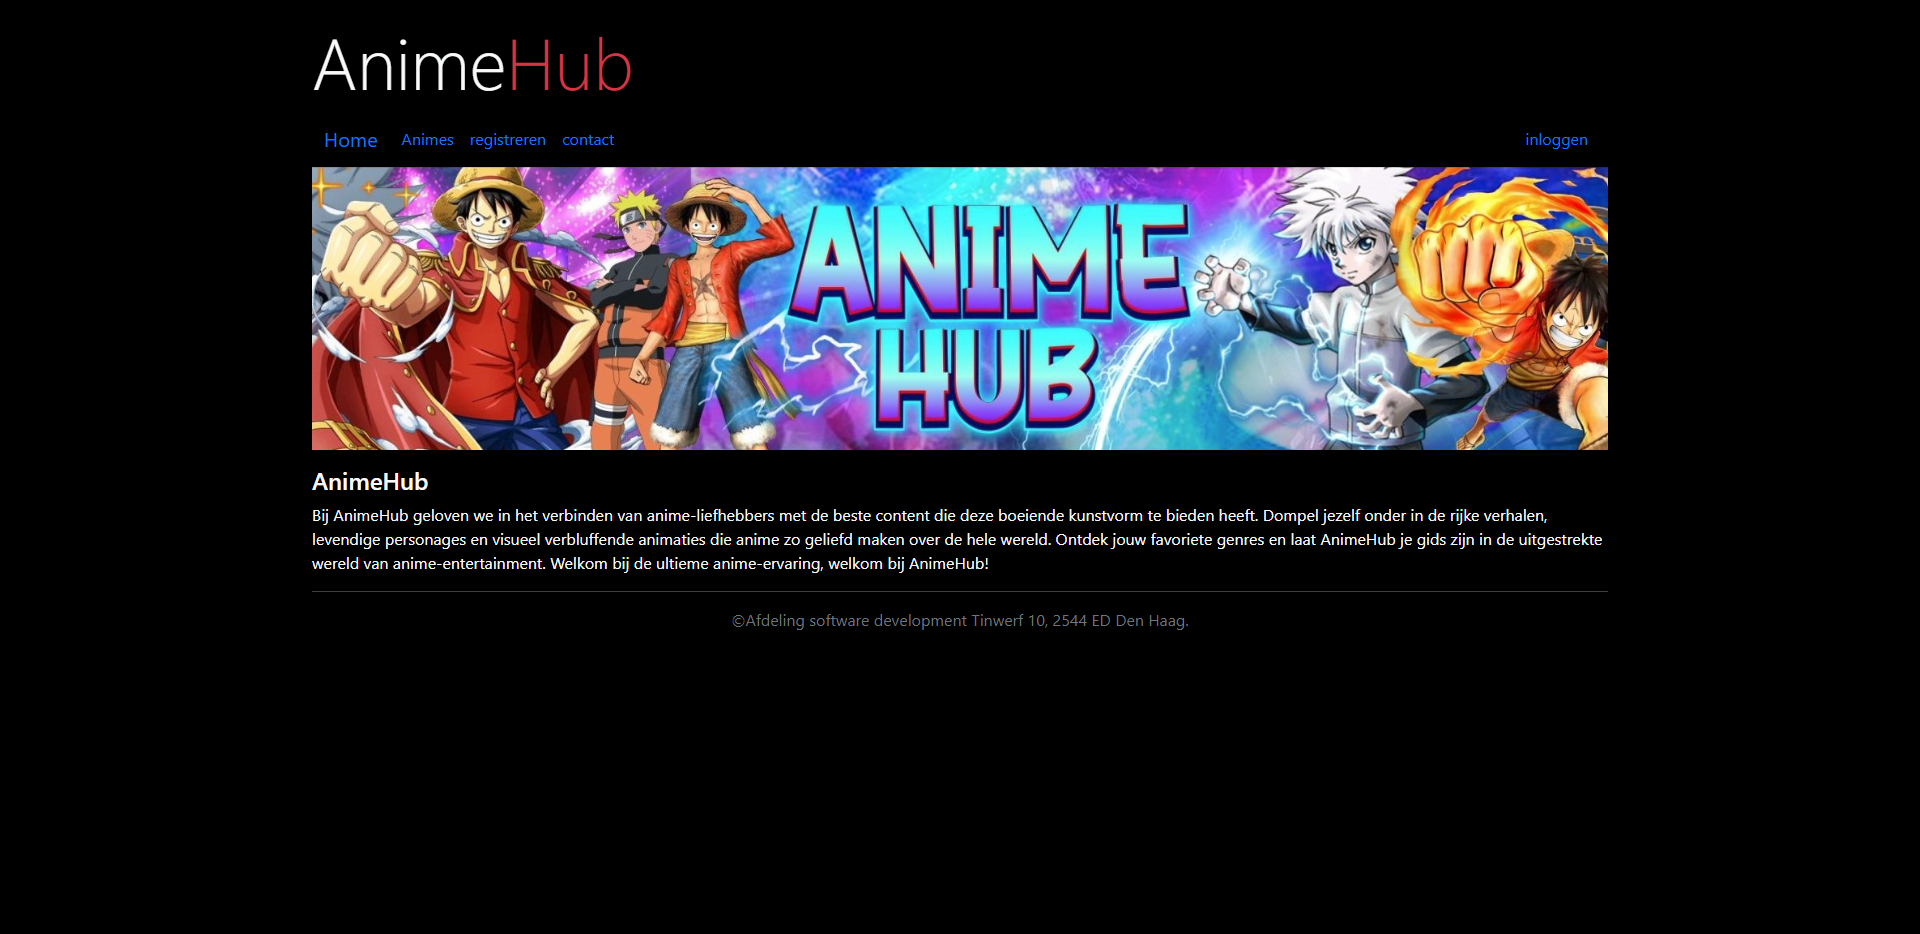 AnimeHub
Home Animes registreren contact inloggen
ANIME
HUB
AnimeHub
Bij AnimeHub geloven we in het verbinden van anime-liefhebbers met de beste content die deze boeiende kunstvorm te bieden heeft. Dompel jezelf onder in de rijke verhalen,
levendige personages en visueel verbluffende animaties die anime zo geliefd maken over de hele wereld. Ontdek jouw favoriete genres en laat AnimeHub je gids zijn in de uitgestrekte
wereld van anime-entertainment. Welkom bij de ultieme anime-ervaring, welkom bij AnimeHub!
©Afdeling software development Tinwerf 10, 2544 ED Den Haag.